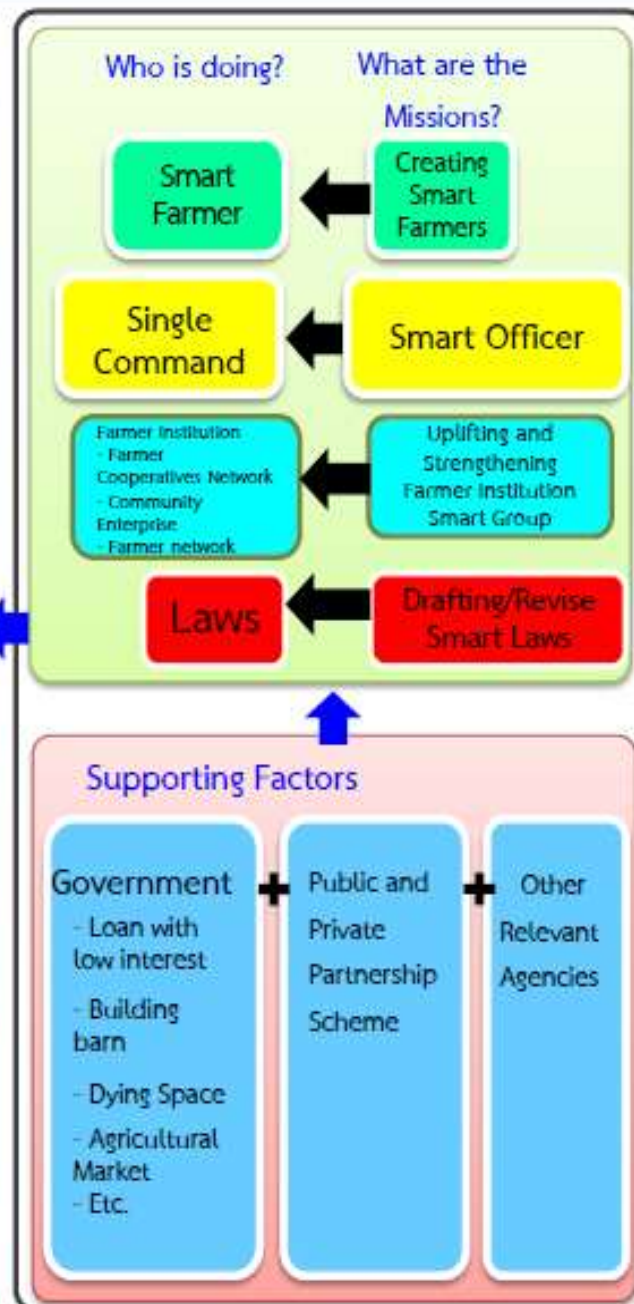 Who is doing?
What are the
Missions?
Smart
Farmer
Creating
Smart
Farmers
Single
Command
Smart Officer
Farmer Institution
- Farmer
Cooperatives Network
- Community
Enterprise
- Farmer network
Uplifting and
Strengthening
Farmer Institution
Smart Group
Laws
Drafting/Revise
Smart Laws
Supporting Factors
Government
- Loan with
low interest
- Building
barn
- Dying Space
- Agricultural
Market
- Etc.
+
Public and
Private
Partnership
Scheme
+
Other
Relevant
Agencies